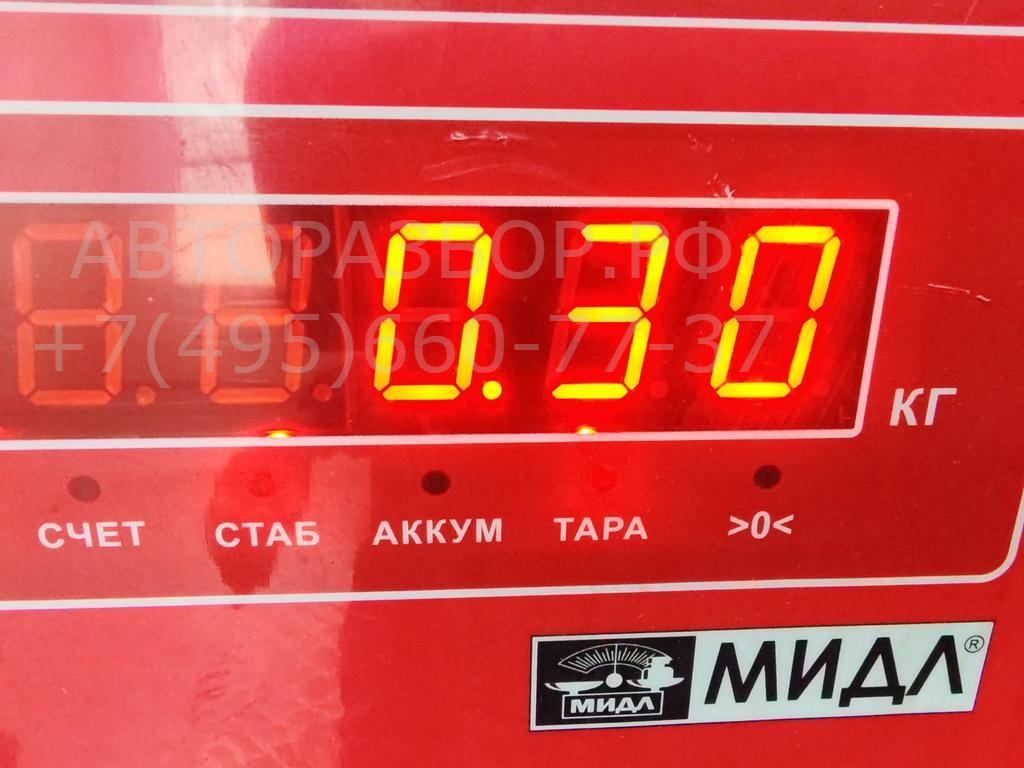 АВТОРАЗБОР.РФ
+7(495)660-77-37
0.30
КГ
СЧЕТ СТАБ АККУМ ТАРА >0<
МИДЛ МИДЛ®